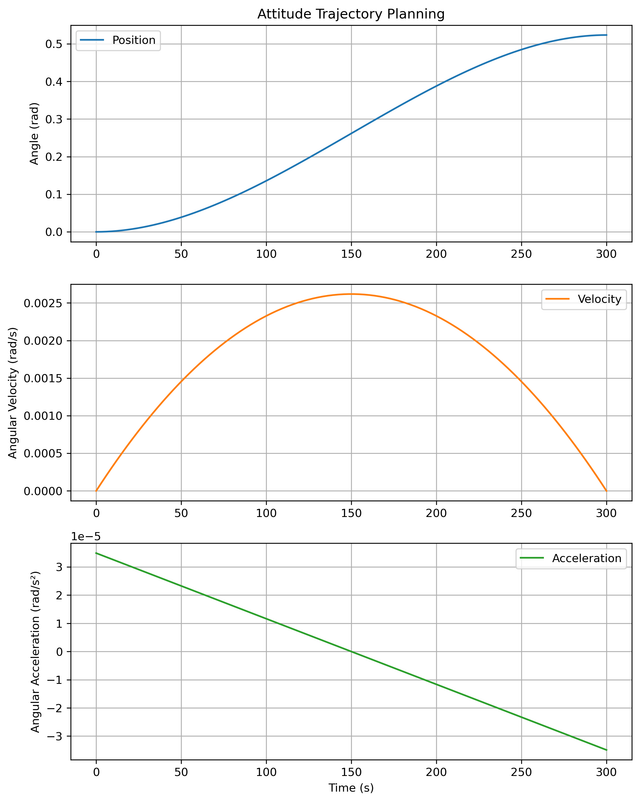 Attitude Trajectory Planning
Position
Angle (rad)
0.5
0.4
0.3
0.2
0.1
0.0
0 50 100 150 200 250 300
Velocity
Angular Velocity (rad/s)
0.0025
0.0020
0.0015
0.0010
0.0005
0.0000
0 50 100 150 200 250 300
1e−5
Acceleration
Angular Acceleration (rad/s²)
3
2
1
0
−1
−2
−3
0 50 100 150 200 250 300
Time (s)